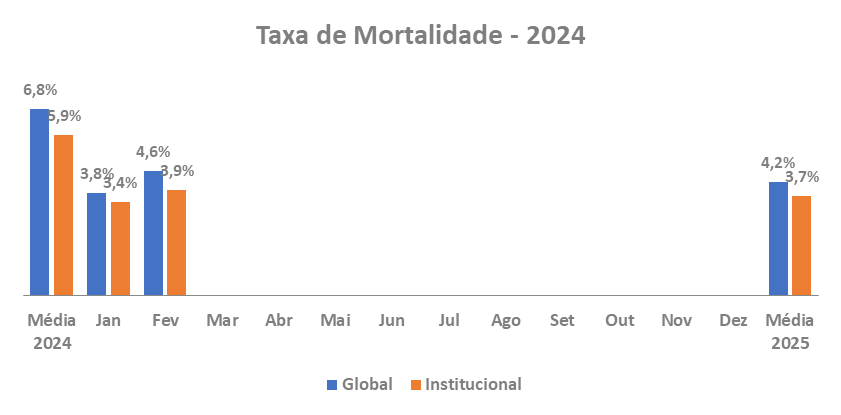 Taxa de Mortalidade - 2024
6,8%
5,9%
3,8%
3,4%
4,6%
3,9%
4,2%
3,7%
Média 2024
Jan
Fev
Mar
Abr
Mai
Jun
Jul
Ago
Set
Out
Nov
Dez
Média 2025
Global
Institucional